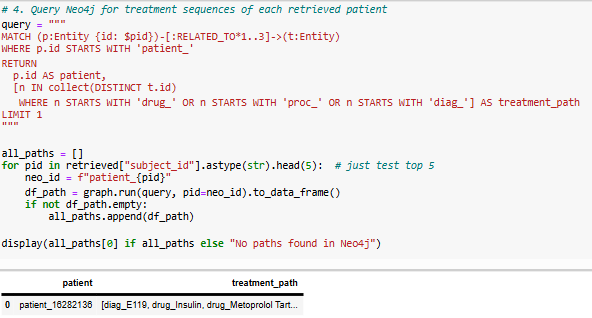 # 4. Query Neo4j for treatment sequences of each retrieved patient
query = """
MATCH (p:Entity {id: $pid})-[:RELATED_TO*1..3]->(t:Entity)
WHERE p.id STARTS WITH 'patient_'
RETURN
  p.id AS patient,
  [n IN collect(DISTINCT t.id)
   WHERE n STARTS WITH 'drug_' OR n STARTS WITH 'proc_' OR n STARTS WITH 'diag_'] AS treatment_path
LIMIT 1
"""
all_paths = []
for pid in retrieved["subject_id"].astype(str).head(5):  # just test top 5
    neo_id = f"patient_{pid}"
    df_path = graph.run(query, pid=neo_id).to_data_frame()
    if not df_path.empty:
        all_paths.append(df_path)
display(all_paths[0] if all_paths else "No paths found in Neo4j")
patient treatment_path
0 patient_16282136 [diag_E119, drug_Insulin, drug_Metoprolol Tart...